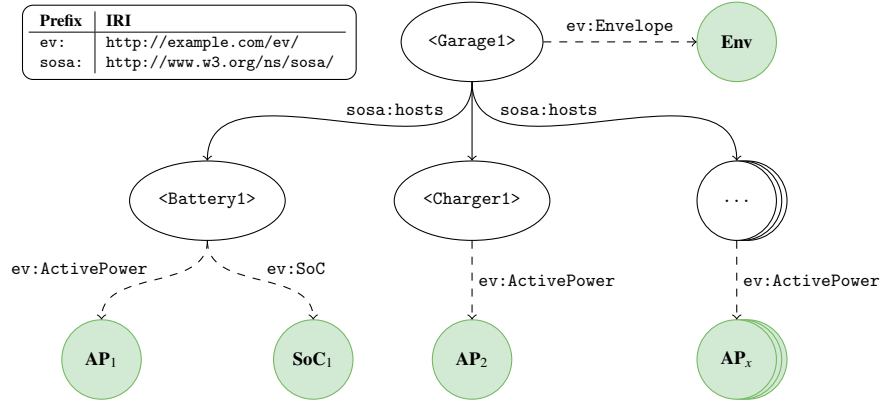 Prefix IRI
ev: http://example.com/ev/
sosa: http://www.w3.org/ns/sosa/
<Garage1>
ev:Envelope
Env
sosa:hosts
sosa:hosts
<Battery1>
<Charger1>
...
ev:ActivePower
ev:SoC
ev:ActivePower
ev:ActivePower
AP1
SoC1
AP2
APx